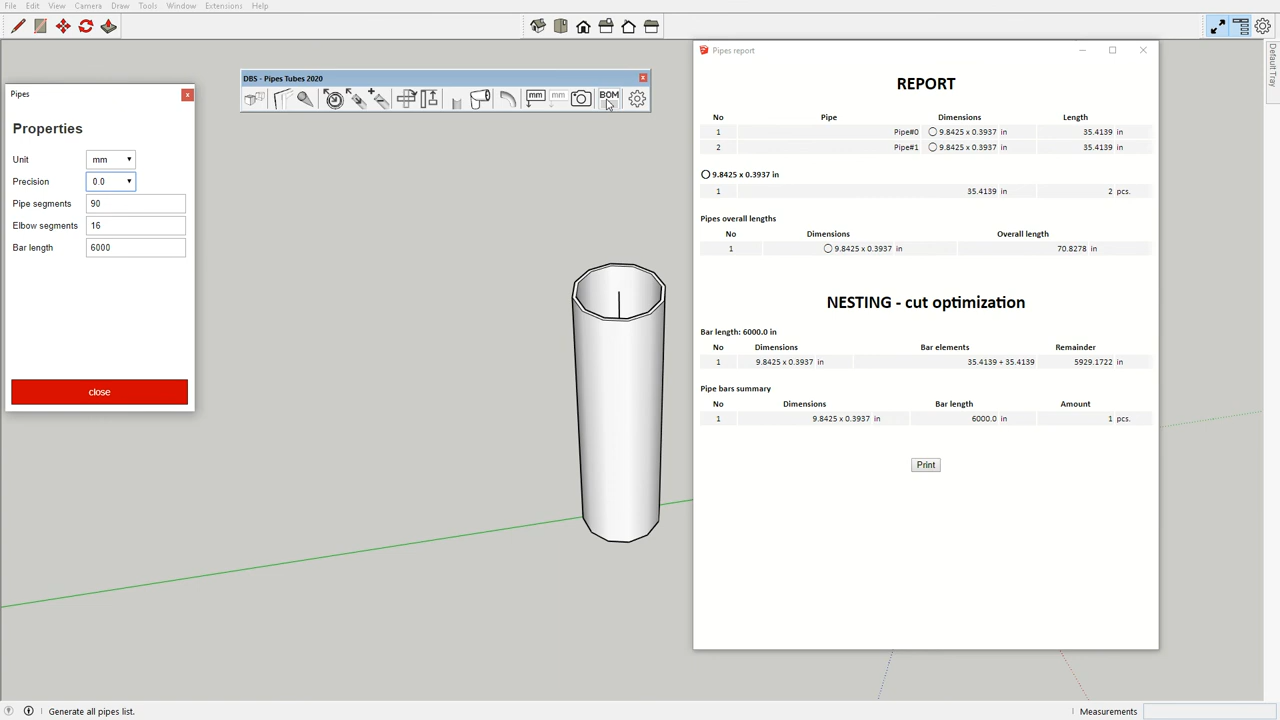 File Edit View Camera Draw Tools Window Extensions Help
Default Tray
Pipes
Properties
Unit mm
Precision 0.0
Pipe segments 90
Elbow segments 16
Bar length 6000
close
DBS - Pipes Tubes 2020
mm mm BOM
Pipes report
REPORT
No Pipe Dimensions Length
1 Pipe#0 9.8425 x 0.3937 in 35.4139 in
2 Pipe#1 9.8425 x 0.3937 in 35.4139 in
9.8425 x 0.3937 in
1 35.4139 in 2 pcs.
Pipes overall lengths
No Dimensions Overall length
1 9.8425 x 0.3937 in 70.8278 in
NESTING - cut optimization
Bar length: 6000.0 in
No Dimensions Bar elements Remainder
1 9.8425 x 0.3937 in 35.4139 + 35.4139 5929.1722 in
Pipe bars summary
No Dimensions Bar length Amount
1 9.8425 x 0.3937 in 6000.0 in 1 pcs.
Print
Generate all pipes list.
Measurements